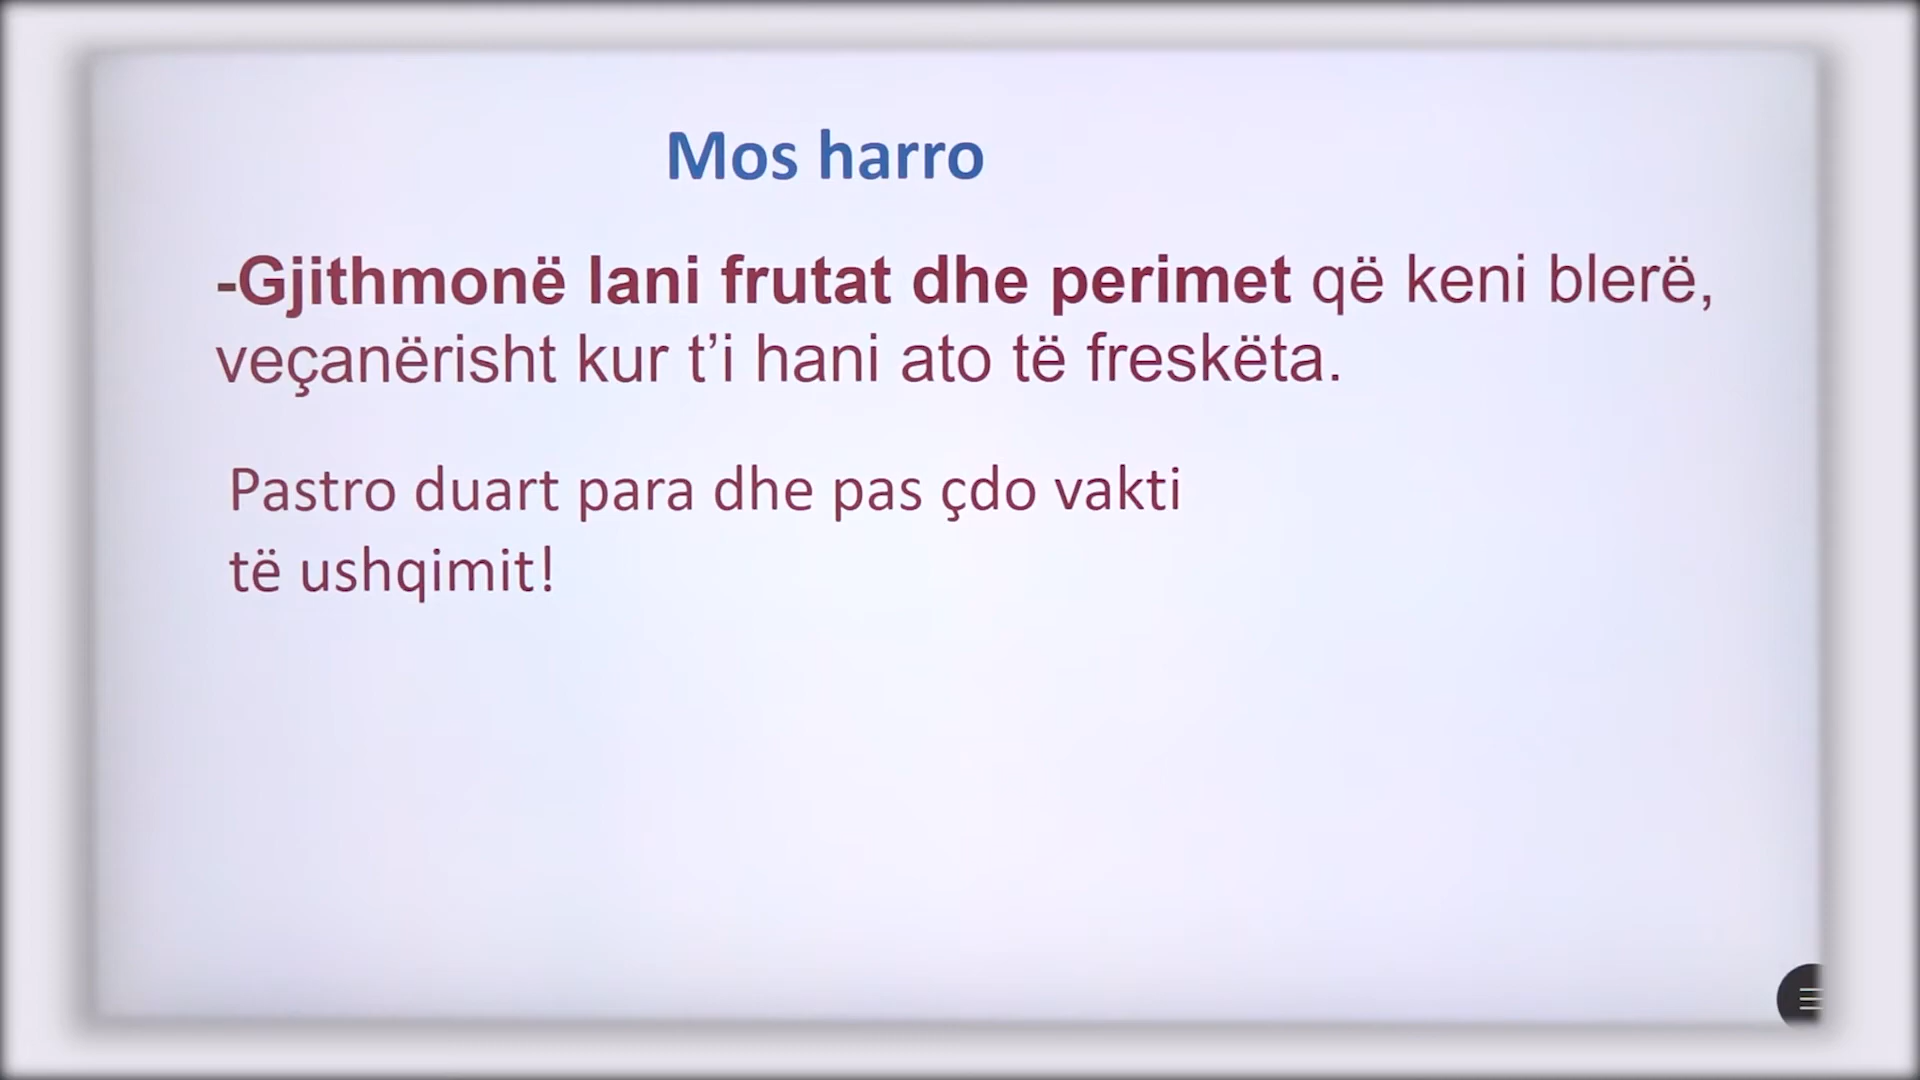 Mos harro
-Gjithmonë lani frutat dhe perimet që keni blerë,
veçanërisht kur t’i hani ato të freskëta.
Pastro duart para dhe pas çdo vakti
të ushqimit!